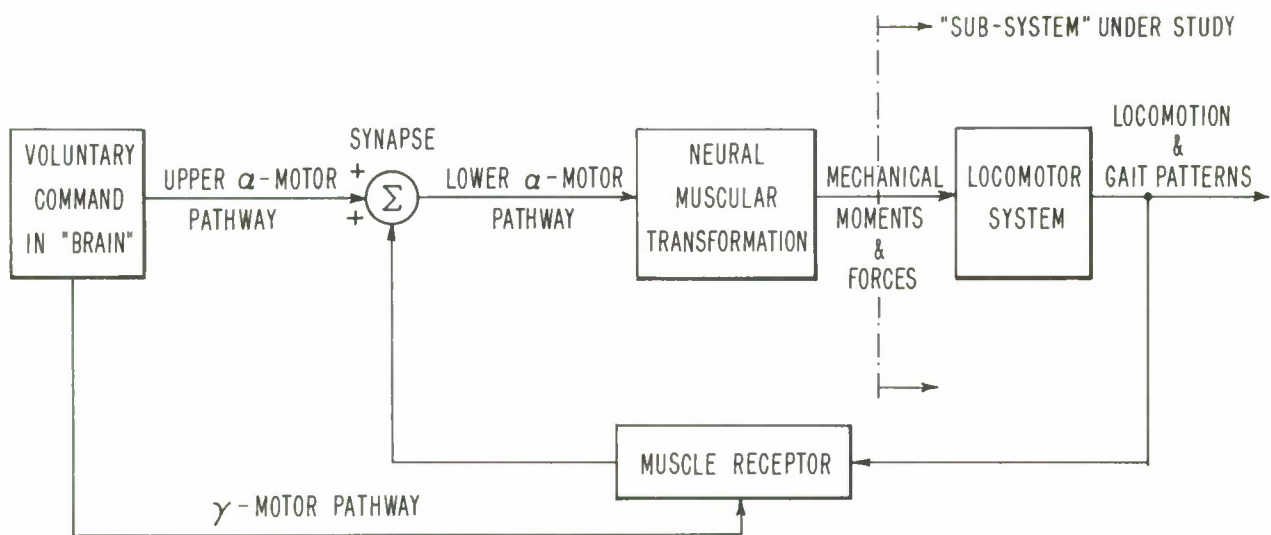 "SUB-SYSTEM" UNDER STUDY
VOLUNTARY
COMMAND
IN "BRAIN"
UPPER α-MOTOR
PATHWAY
SYNAPSE
+
+
Σ
LOWER α-MOTOR
PATHWAY
NEURAL
MUSCULAR
TRANSFORMATION
MECHANICAL
MOMENTS
&
FORCES
LOCOMOTOR
SYSTEM
LOCOMOTION
&
GAIT PATTERNS
MUSCLE RECEPTOR
γ-MOTOR PATHWAY